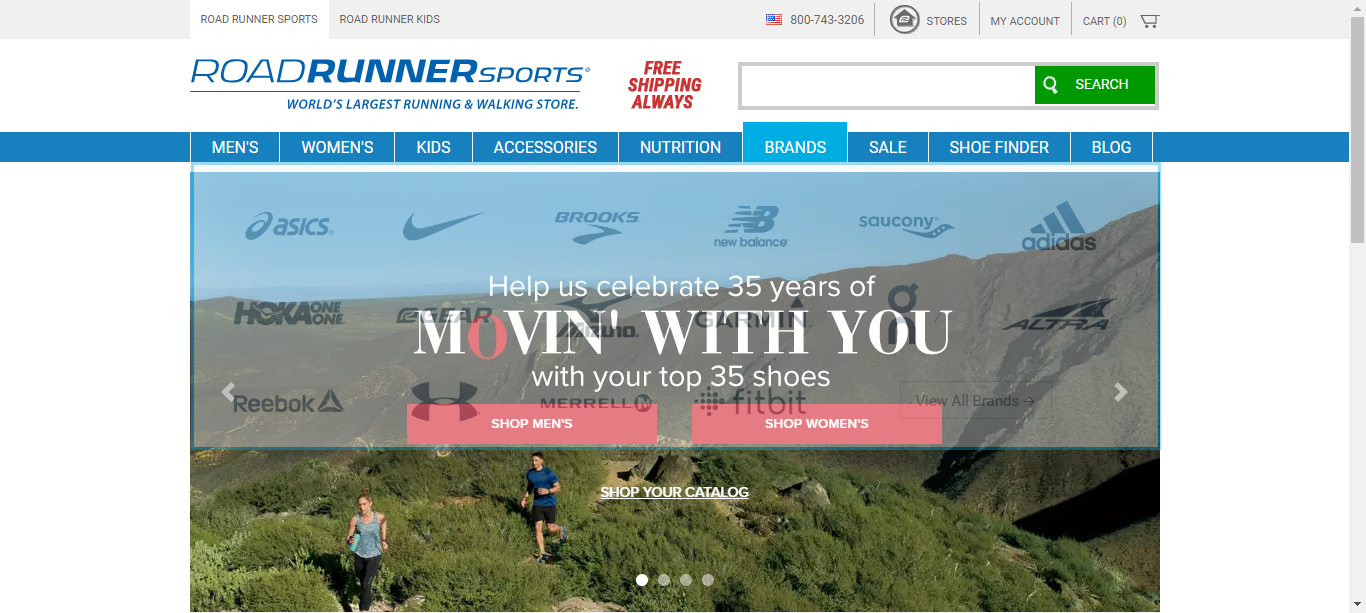 ROAD RUNNER SPORTS
ROAD RUNNER KIDS
800-743-3206
STORES
MY ACCOUNT
CART (0)
ROADRUNNERSPORTS®
WORLD'S LARGEST RUNNING & WALKING STORE.
FREE
SHIPPING
ALWAYS
SEARCH
MEN'S
WOMEN'S
KIDS
ACCESSORIES
NUTRITION
BRANDS
SALE
SHOE FINDER
BLOG
asics
BROOKS
new balance
saucony
adidas
Help us celebrate 35 years of
HOKA ONE ONE
GEAR
MIZUNO
GARMIN
on
ALTRA
MOVIN' WITH YOU
with your top 35 shoes
Reebok
MERRELL
fitbit
View All Brands →
SHOP MEN'S
SHOP WOMEN'S
SHOP YOUR CATALOG